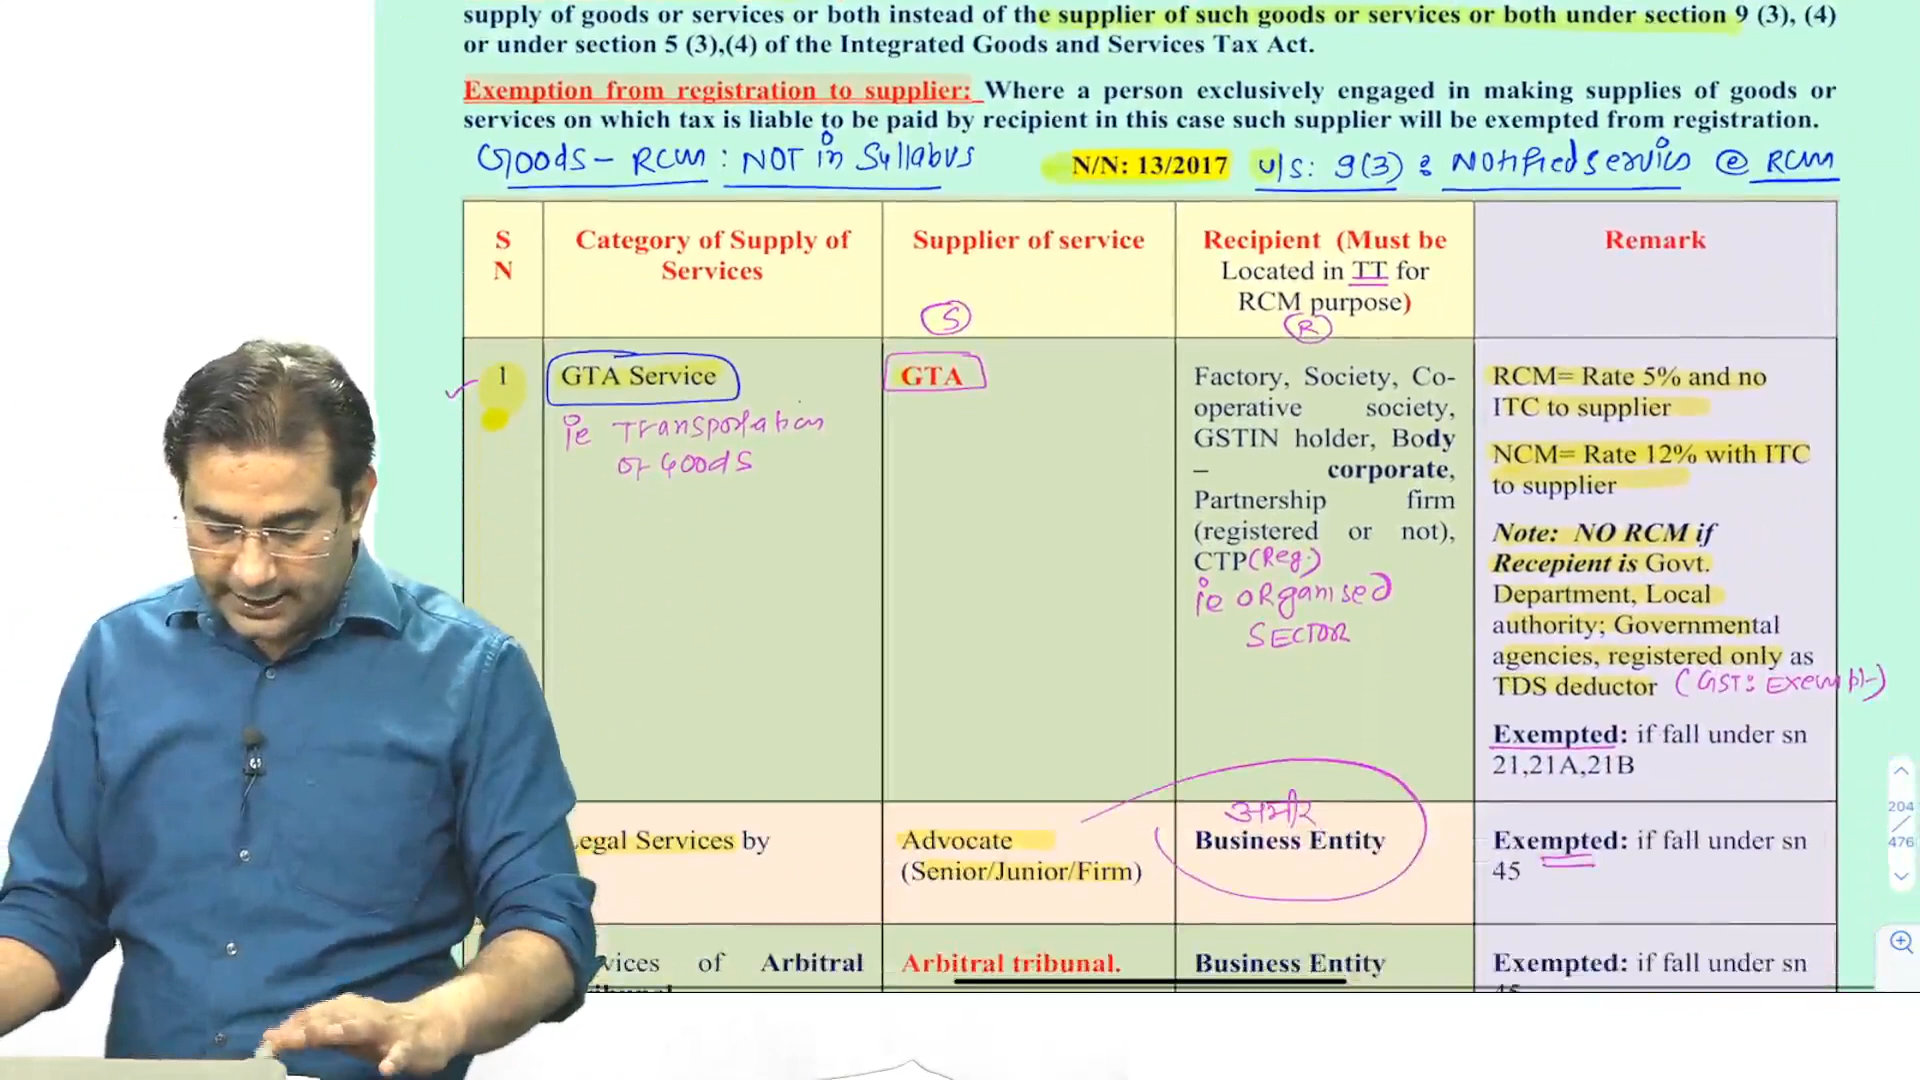 supply of goods or services or both instead of the supplier of such goods or services or both under section 9 (3), (4)
or under section 5 (3),(4) of the Integrated Goods and Services Tax Act.
Exemption from registration to supplier: Where a person exclusively engaged in making supplies of goods or
services on which tax is liable to be paid by recipient in this case such supplier will be exempted from registration.
Goods - RCM : NOT in Syllabus
N/N: 13/2017 u/s: 9(3) : Notified Services @ RCM
S
N
Category of Supply of
Services
Supplier of service
S
Recipient (Must be
Located in TT for
RCM purpose)
R
Remark
1
GTA Service
ie Transportation
of Goods
GTA
Factory, Society, Co-
operative society,
GSTIN holder, Body
– corporate,
Partnership firm
(registered or not),
CTP (Reg.)
ie ORganised
SECTOR
RCM= Rate 5% and no
ITC to supplier
NCM= Rate 12% with ITC
to supplier
Note: NO RCM if
Recepient is Govt.
Department, Local
authority; Governmental
agencies, registered only as
TDS deductor (GST: Exempt)
Exempted: if fall under sn
21,21A,21B
egal Services by
Advocate
(Senior/Junior/Firm)
अमीर
Business Entity
Exempted: if fall under sn
45
vices of Arbitral
Arbitral tribunal.
Business Entity
Exempted: if fall under sn
204
/
476